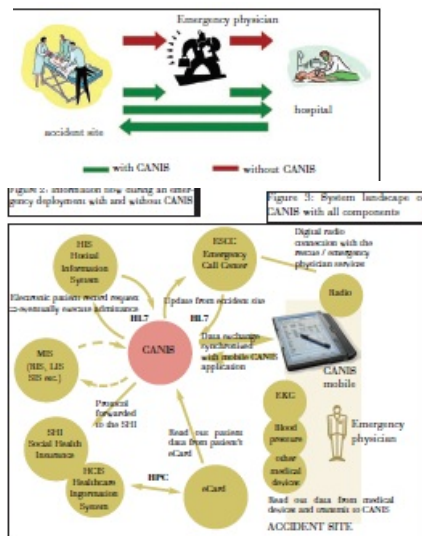 Emergency physician
hospital
accident site
with CANIS
without CANIS
Figure 2: Information flow during an emer-
gency deployment with and without CANIS
Figure 3: System landscape of
CANIS with all components
HIS
Hosital
Information
System
ESCC
Emergency
Call Center
Digital radio
connection with the
rescue / emergency
physician services
Radio
Electronic patient record request
eventually rescue admittance
HL7
HL7
Update from accident site
MIS
(RIS, LIS
SIS etc.)
CANIS
Data exchange
synchronised
with mobile CANIS
application
CANIS
mobile
Protocol
forwarded
to the SHI
EKG
Blood
pressure
other
medical
devices
Emergency
physician
SHI
Social Health
Insurance
Read out patient
data from patient's
eCard
HCIS
Healthcare
Information
System
HPC
eCard
Read out data from medical
devices and transmit to CANIS
ACCIDENT SITE